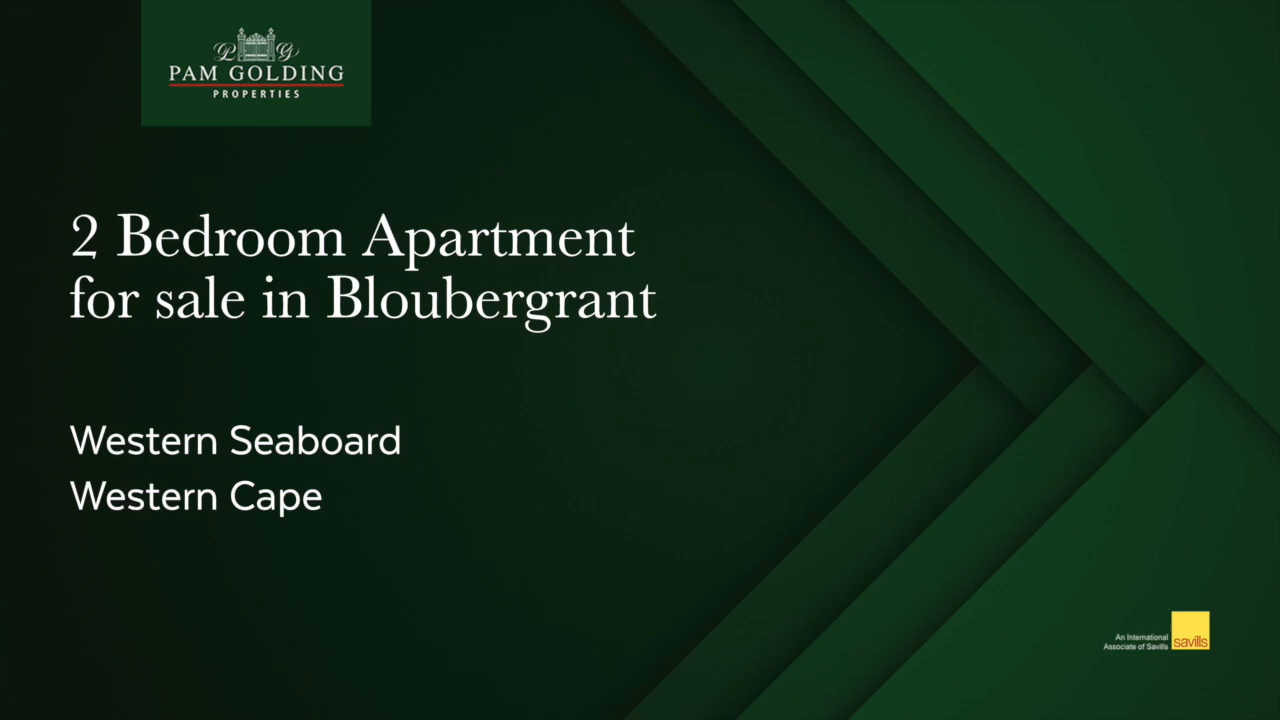 PAM GOLDING
PROPERTIES
2 Bedroom Apartment
for sale in Bloubergrant
Western Seaboard
Western Cape
An International
Associate of Savills
savills